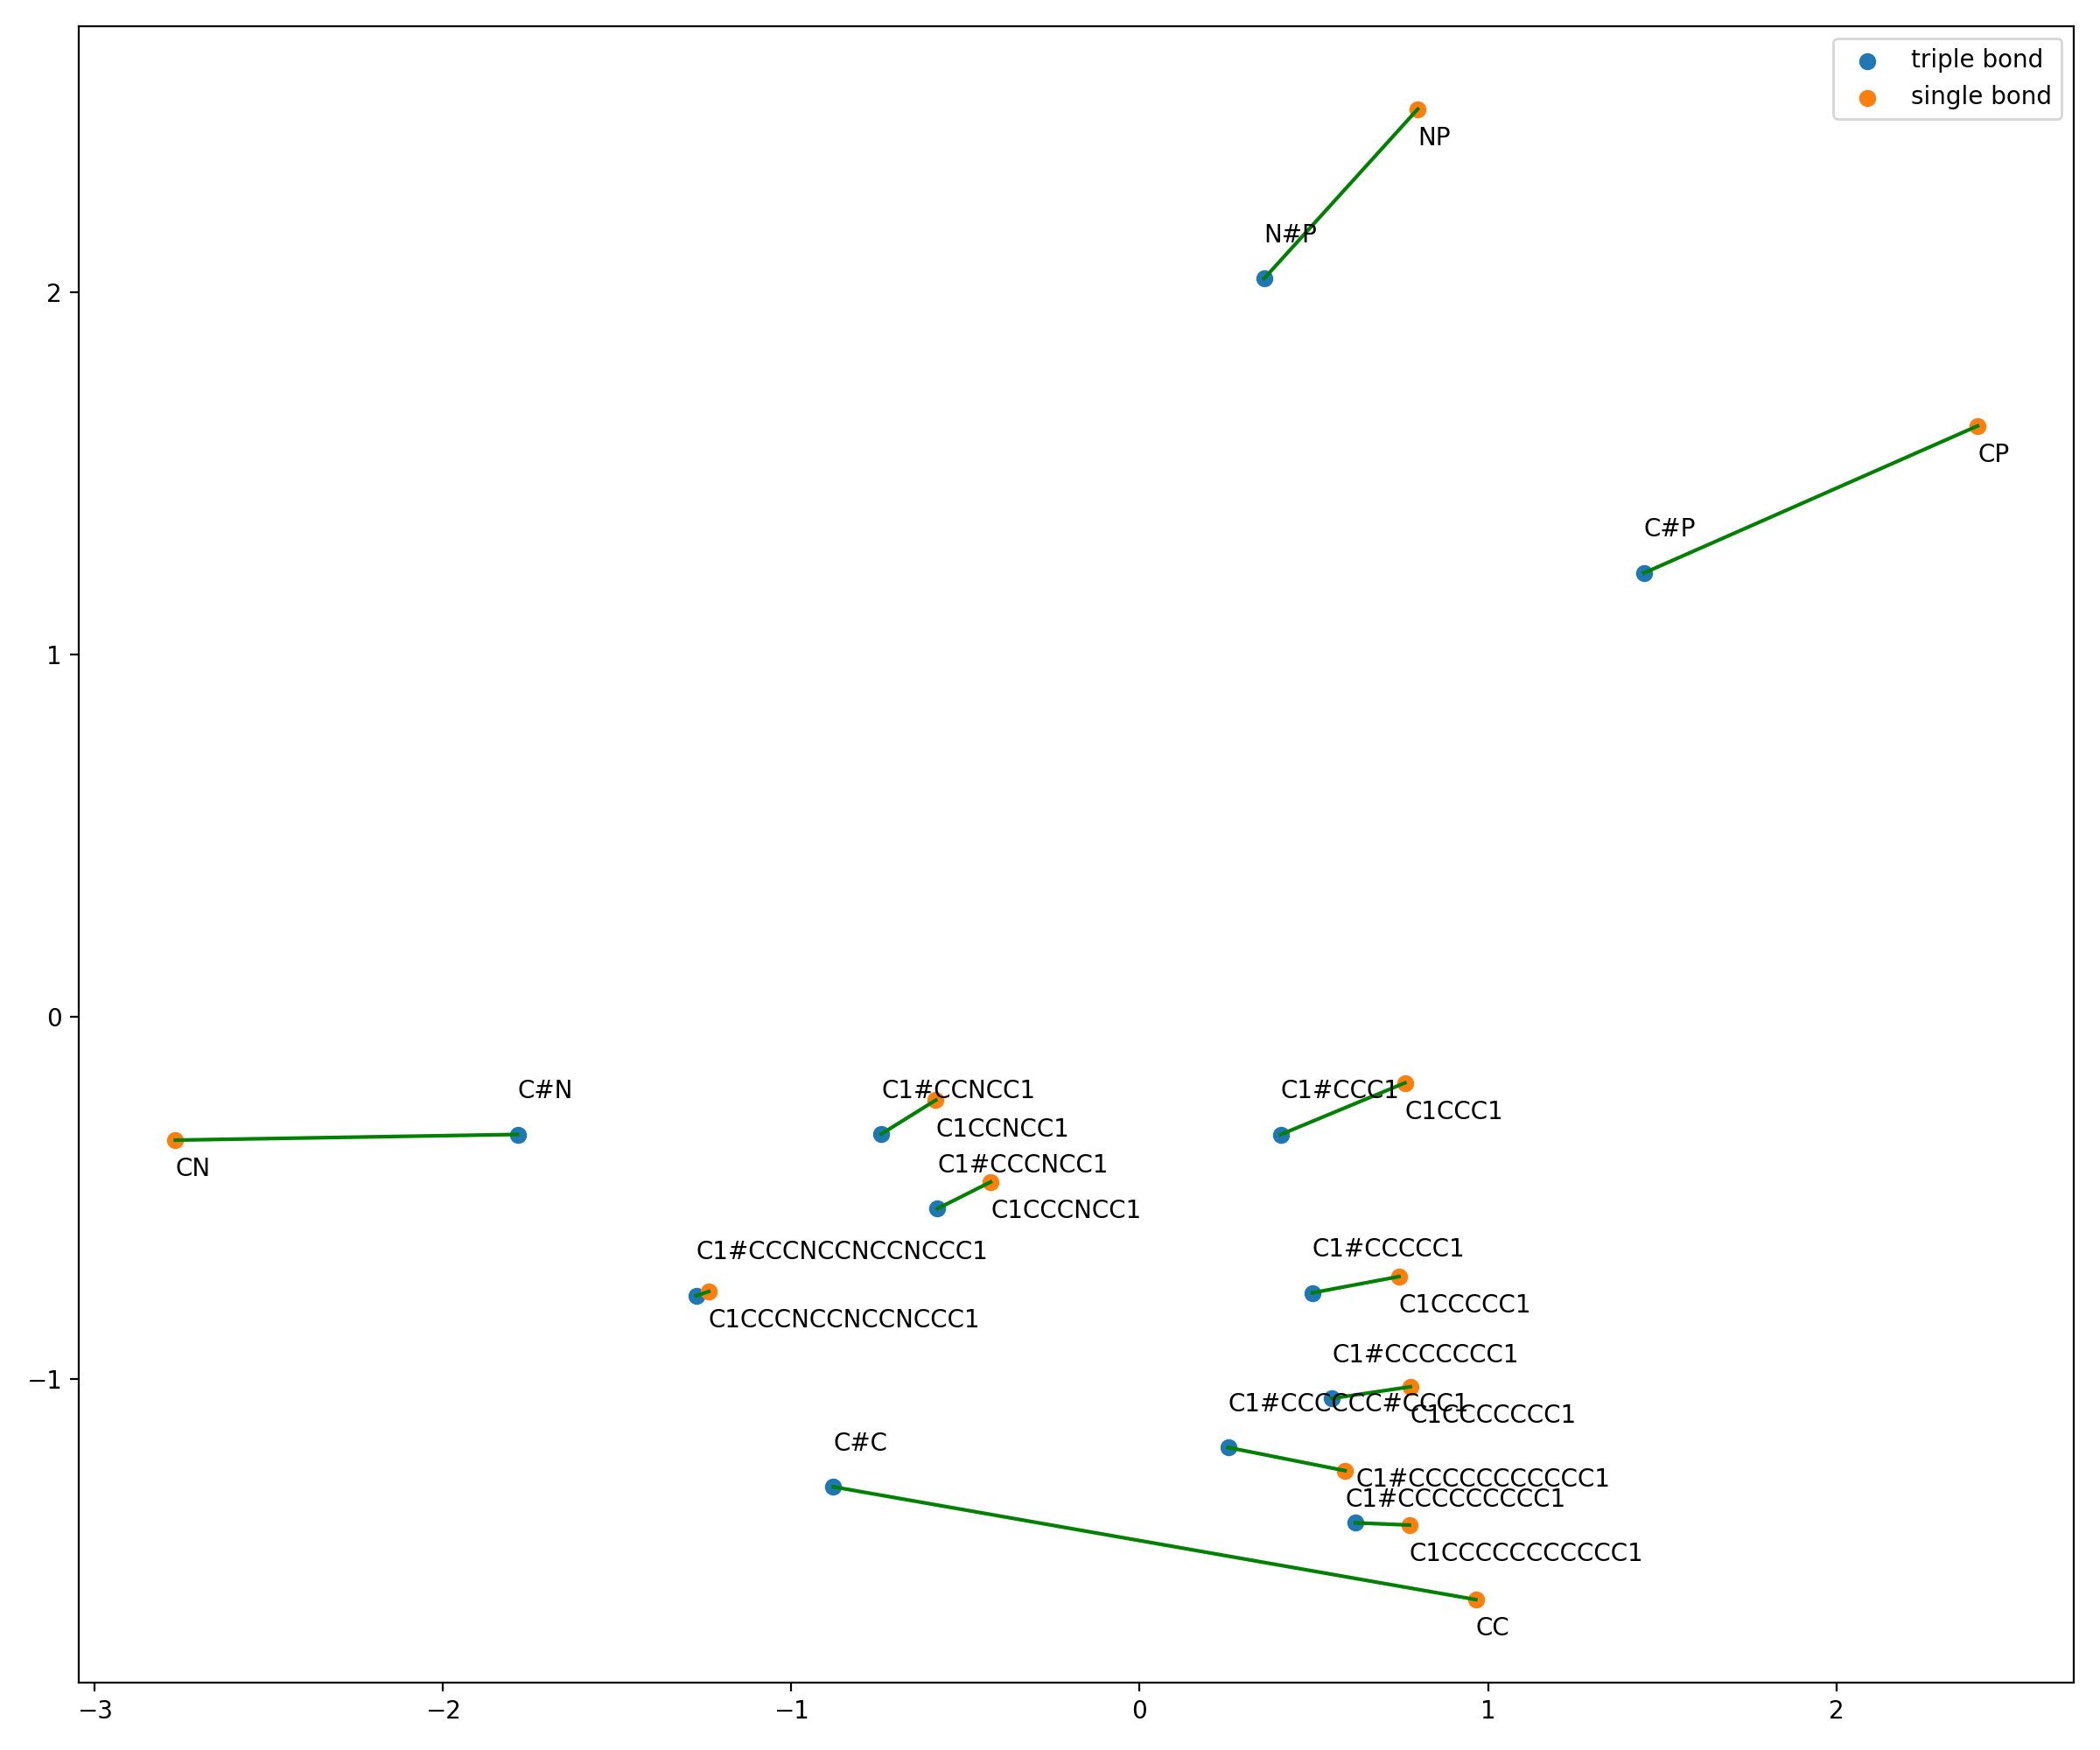 triple bond
single bond
NP
N#P
2
CP
C#P
1
0
C#N
C1#CCNCC1
C1#CCC1
C1CCC1
C1CCNCC1
CN
C1#CCCNCC1
C1CCCNCC1
C1#CCCNCCNCCNCCC1
C1#CCCCC1
C1CCCCC1
C1CCCNCCNCCNCCC1
C1#CCCCCCC1
−1
C1#CCCCCC#CCC1
C1CCCCCCC1
C#C
C1#CCCCCCCCCCC1
C1#CCCCCCCCC1
C1CCCCCCCCCCC1
CC
−3
−2
−1
0
1
2